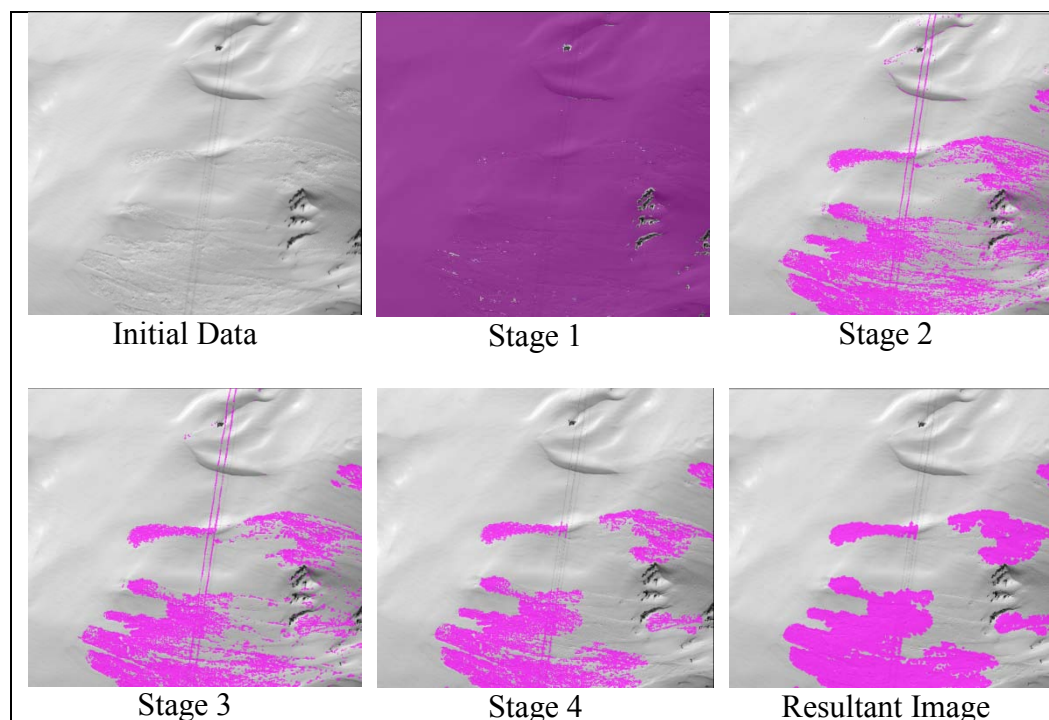 Initial Data
Stage 1
Stage 2
Stage 3
Stage 4
Resultant Image